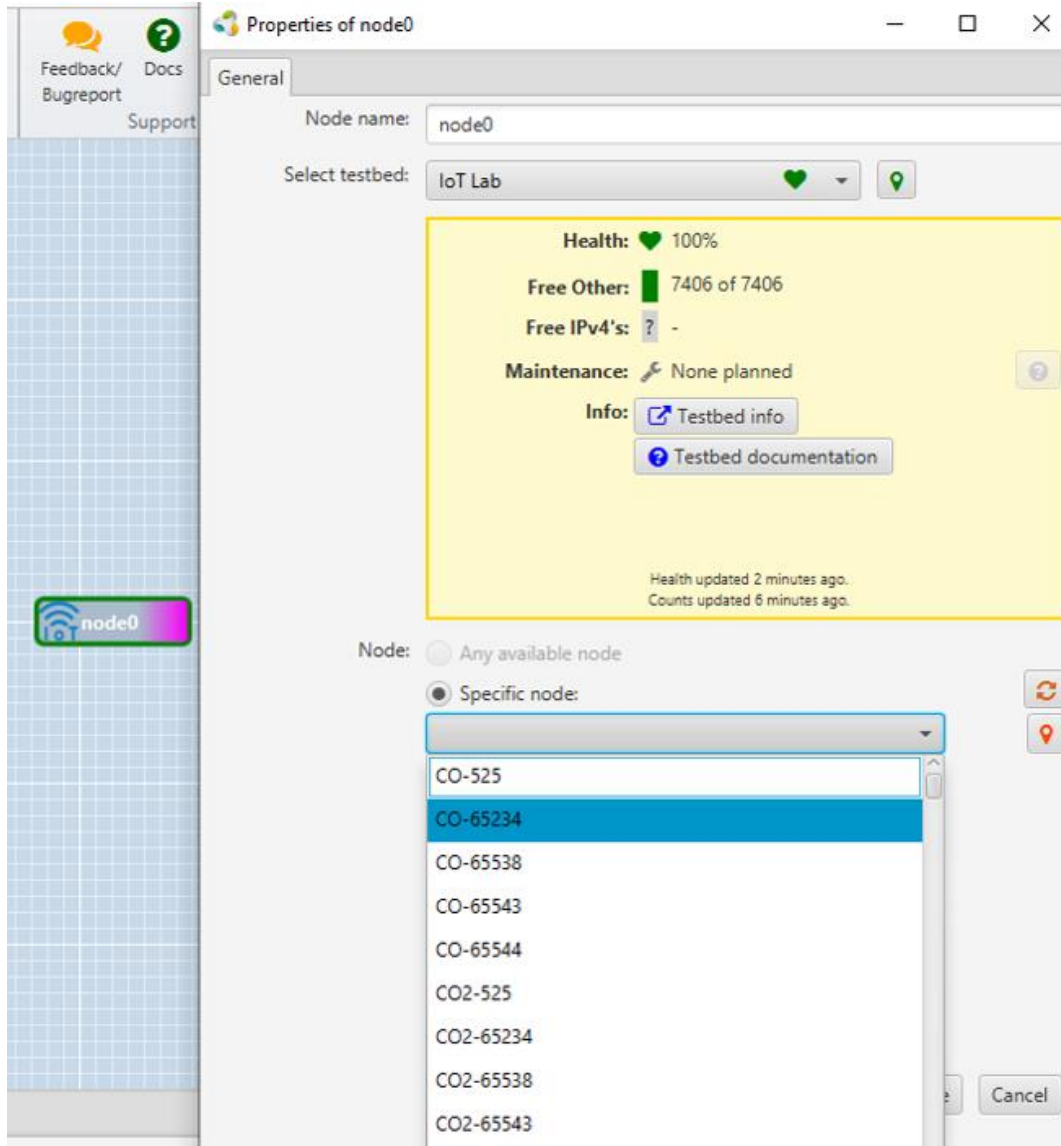 Feedback/
Bugreport
Docs
Support
Properties of node0
General
Node name:
node0
Select testbed:
IoT Lab
Health: 100%
Free Other: 7406 of 7406
Free IPv4's: ? -
Maintenance: None planned
Info: Testbed info
Testbed documentation
Health updated 2 minutes ago.
Counts updated 6 minutes ago.
IoT node0
Node: Any available node
Specific node:
CO-525
CO-65234
CO-65538
CO-65543
CO-65544
CO2-525
CO2-65234
CO2-65538
CO2-65543
Cancel